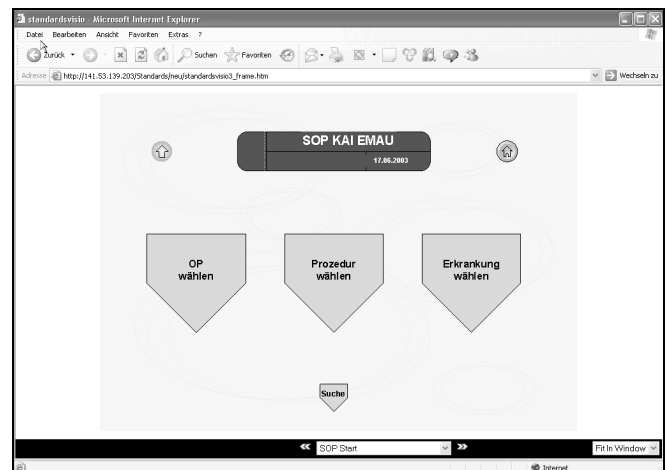 standardsvisio - Microsoft Internet Explorer
Datei Bearbeiten Ansicht Favoriten Extras ?
Zurück Suchen Favoriten
Adresse http://141.53.139.203/Standards/neu/standardsvisio3_frame.htm Wechseln zu
SOP KAI EMAU
17.06.2003
OP
wählen
Prozedur
wählen
Erkrankung
wählen
Suche
SOP Start
Fit In Window
Internet